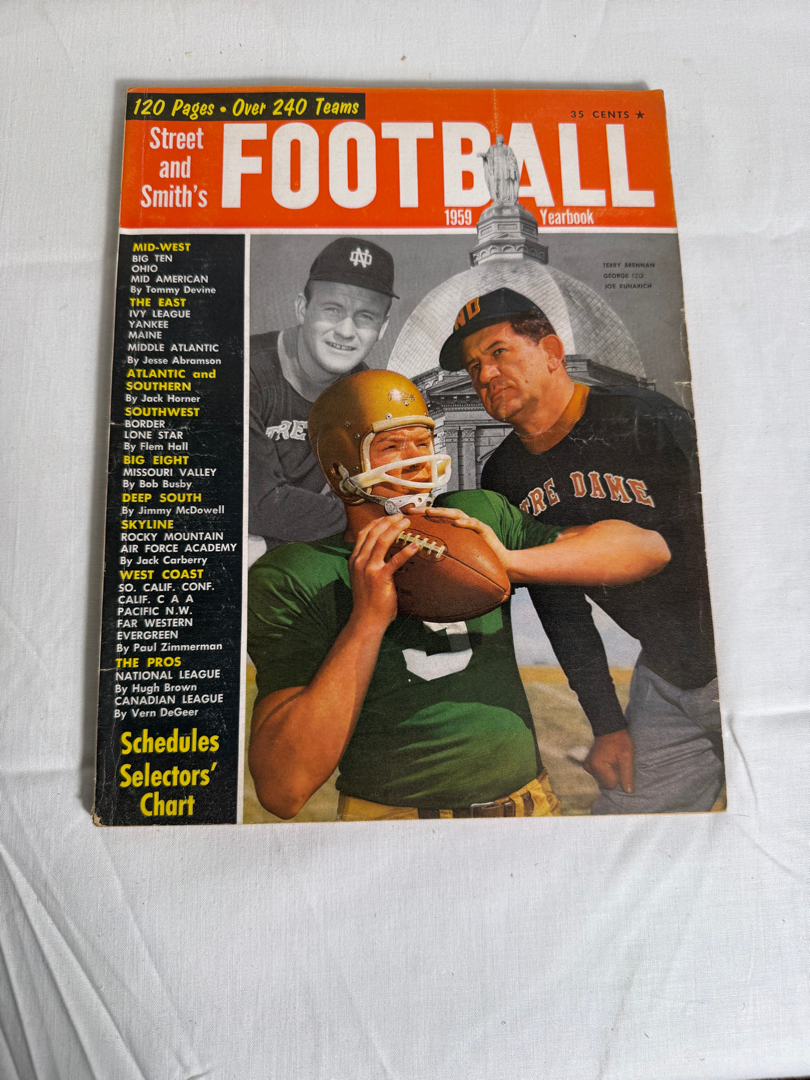 120 Pages • Over 240 Teams
35 CENTS ★
Street
and
Smith's
FOOTBALL
1959 Yearbook
MID-WEST
BIG TEN
OHIO
MID AMERICAN
By Tommy Devine
THE EAST
IVY LEAGUE
YANKEE
MAINE
MIDDLE ATLANTIC
By Jesse Abramson
ATLANTIC and
SOUTHERN
By Jack Horner
SOUTHWEST
BORDER
LONE STAR
By Flem Hall
BIG EIGHT
MISSOURI VALLEY
By Bob Busby
DEEP SOUTH
By Jimmy McDowell
SKYLINE
ROCKY MOUNTAIN
AIR FORCE ACADEMY
By Jack Carberry
WEST COAST
SO. CALIF. CONF.
CALIF. C A A
PACIFIC N.W.
FAR WESTERN
EVERGREEN
By Paul Zimmerman
THE PROS
NATIONAL LEAGUE
By Hugh Brown
CANADIAN LEAGUE
By Vern DeGeer
Schedules
Selectors'
Chart
TERRY BRENNAN
GEORGE IZO
JOE KUHARICH
ND
ND
TRE
TRE DAME